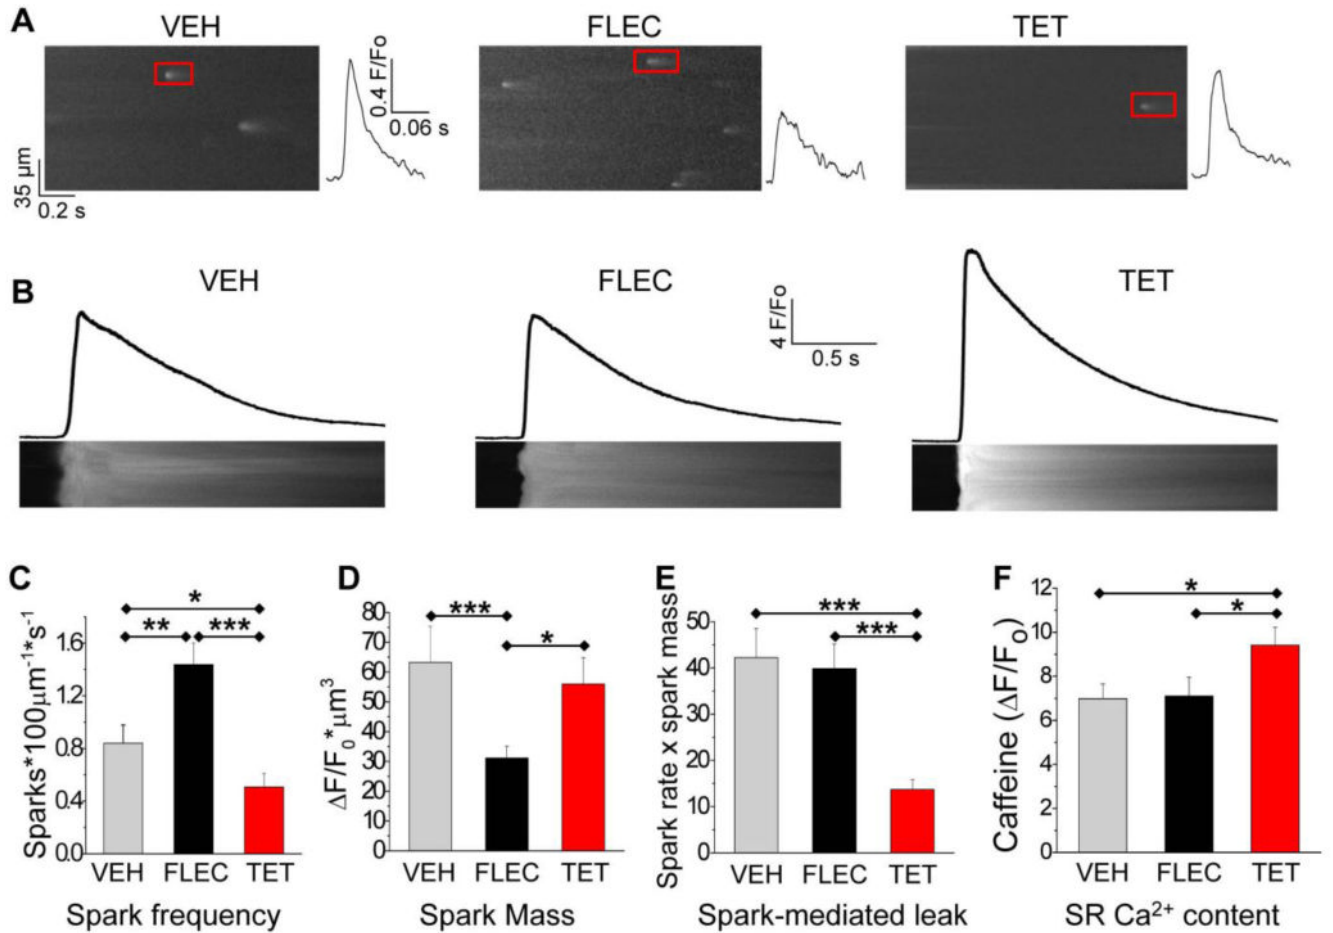 A
VEH
FLEC
TET
0.4 F/Fo
0.06 s
35 µm
0.2 s
B
VEH
FLEC
TET
4 F/Fo
0.5 s
C
D
E
F
*
**
***
***
*
***
***
*
*
Sparks*100µm⁻¹*s⁻¹
1.6
1.2
0.8
0.4
0.0
VEH FLEC TET
Spark frequency
ΔF/F₀*µm³
80
70
60
50
40
30
20
10
0
VEH FLEC TET
Spark Mass
Spark rate x spark mass
50
40
30
20
10
0
VEH FLEC TET
Spark-mediated leak
Caffeine (ΔF/F₀)
12
10
8
6
4
2
0
VEH FLEC TET
SR Ca²⁺ content